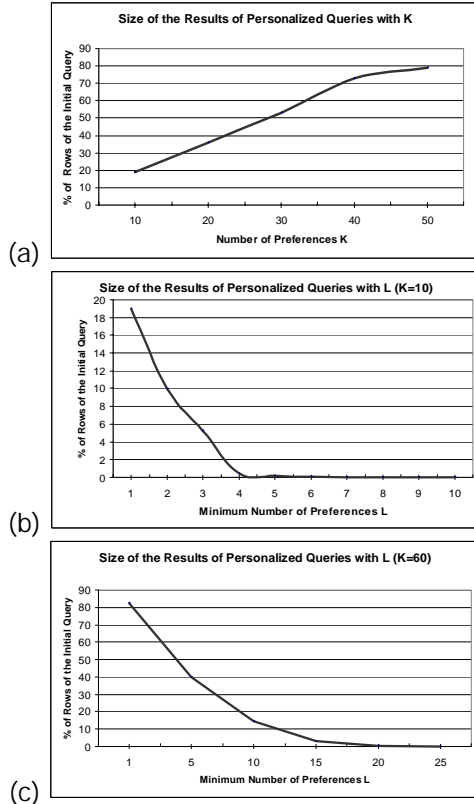 Size of the Results of Personalized Queries with K
% of Rows of the Initial Query
90
80
70
60
50
40
30
20
10
0
10 20 30 40 50
Number of Preferences K
(a)
Size of the Results of Personalized Queries with L (K=10)
% of Rows of the Initial Query
20
18
16
14
12
10
8
6
4
2
0
1 2 3 4 5 6 7 8 9 10
Minimum Number of Preferences L
(b)
Size of the Results of Personalized Queries with L (K=60)
% of Rows of the Initial Query
90
80
70
60
50
40
30
20
10
0
1 5 10 15 20 25
Minimum Number of Preferences L
(c)